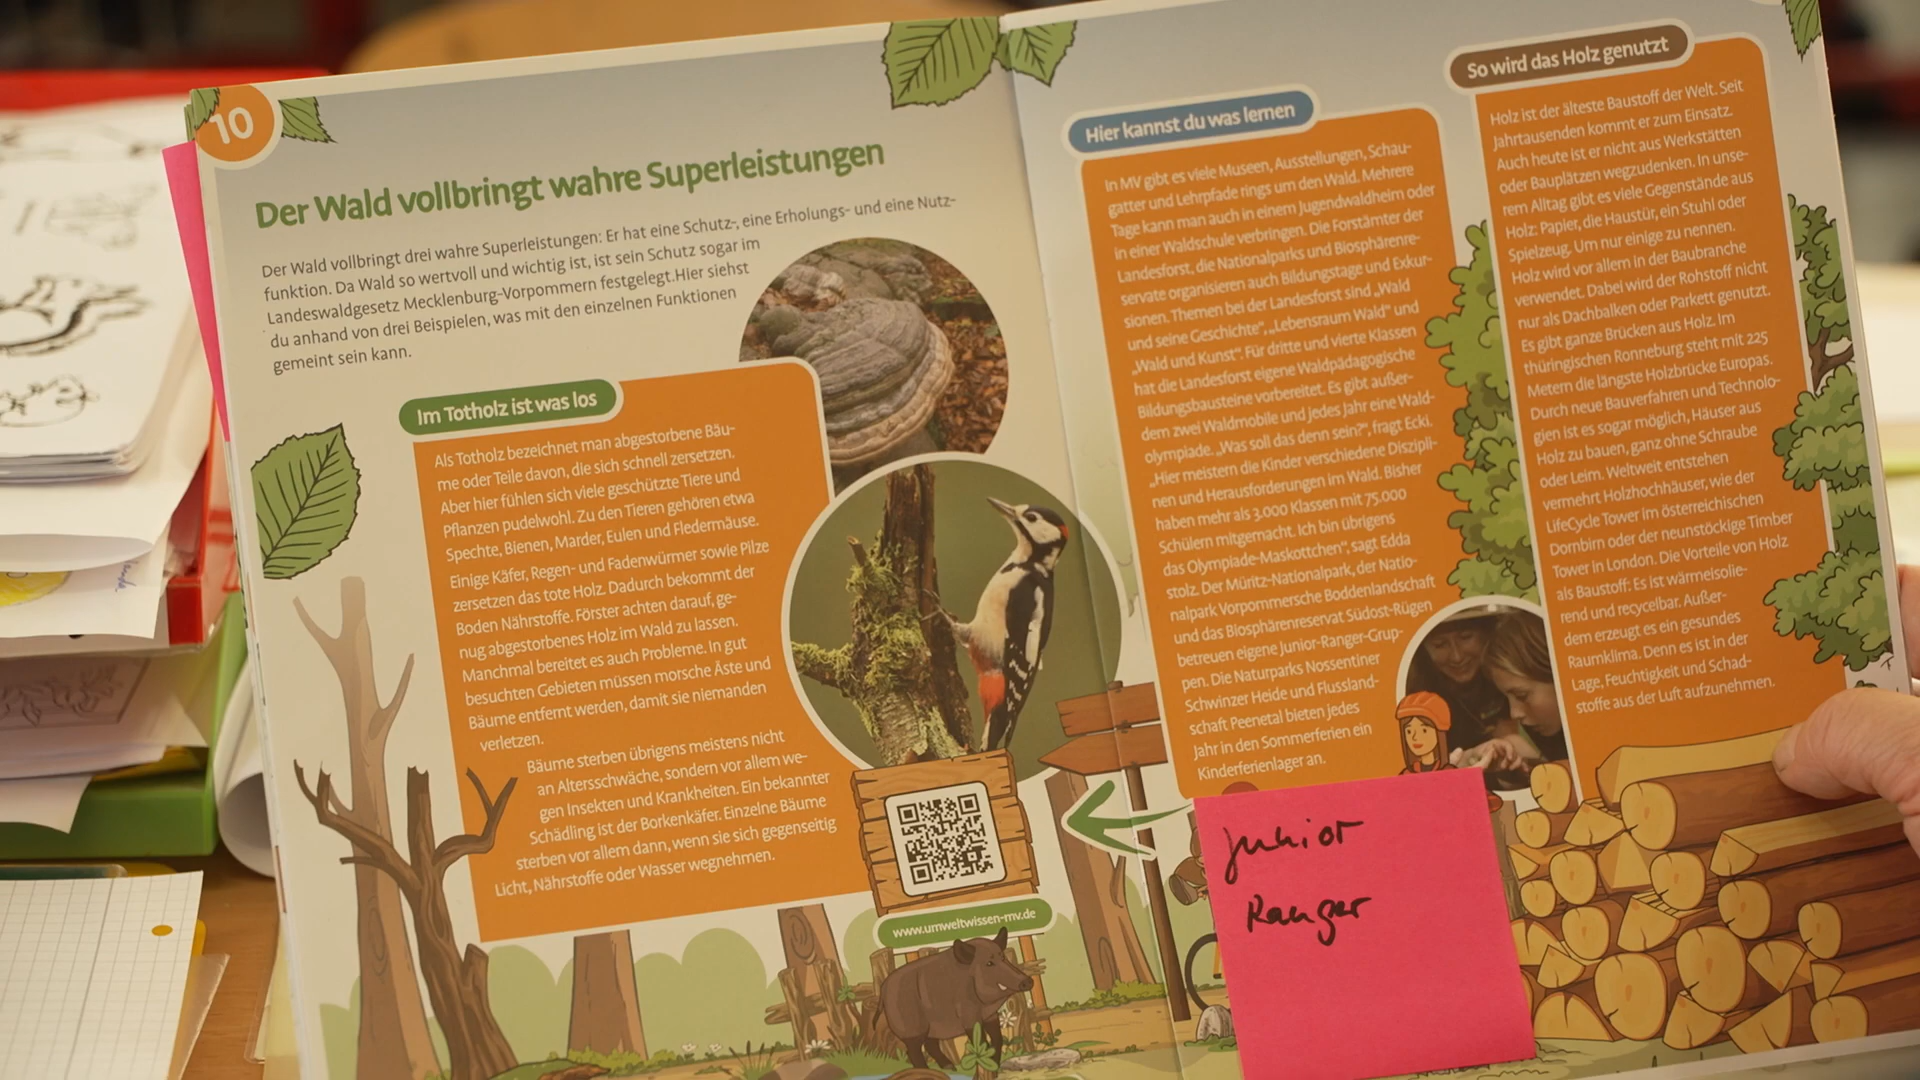 10
Der Wald vollbringt wahre Superleistungen
Der Wald vollbringt drei wahre Superleistungen: Er hat eine Schutz-, eine Erholungs- und eine Nutz-
funktion. Da Wald so wertvoll und wichtig ist, ist sein Schutz sogar im
Landeswaldgesetz Mecklenburg-Vorpommern festgelegt.Hier siehst
du anhand von drei Beispielen, was mit den einzelnen Funktionen
gemeint sein kann.
Im Totholz ist was los
Als Totholz bezeichnet man abgestorbene Bäu-
me oder Teile davon, die sich schnell zersetzen.
Aber hier fühlen sich viele geschützte Tiere und
Pflanzen pudelwohl. Zu den Tieren gehören etwa
Spechte, Bienen, Marder, Eulen und Fledermäuse.
Einige Käfer, Regen- und Fadenwürmer sowie Pilze
zersetzen das tote Holz. Dadurch bekommt der
Boden Nährstoffe. Förster achten darauf, ge-
nug abgestorbenes Holz im Wald zu lassen.
Manchmal bereitet es auch Probleme. In gut
besuchten Gebieten müssen morsche Äste und
Bäume entfernt werden, damit sie niemanden
verletzen.
Bäume sterben übrigens meistens nicht
an Altersschwäche, sondern vor allem we-
gen Insekten und Krankheiten. Ein bekannter
Schädling ist der Borkenkäfer. Einzelne Bäume
sterben vor allem dann, wenn sie sich gegenseitig
Licht, Nährstoffe oder Wasser wegnehmen.
www.umweltwissen-mv.de
Hier kannst du was lernen
In MV gibt es viele Museen, Ausstellungen, Schau-
gatter und Lehrpfade rings um den Wald. Mehrere
Tage kann man auch in einem Jugendwaldheim oder
in einer Waldschule verbringen. Die Forstämter der
Landesforst, die Nationalparks und Biosphärenre-
servate organisieren auch Bildungstage und Exkur-
sionen. Themen bei der Landesforst sind „Wald
und seine Geschichte", „Lebensraum Wald" und
„Wald und Kunst". Für dritte und vierte Klassen
hat die Landesforst eigene Waldpädagogische
Bildungsbausteine vorbereitet. Es gibt außer-
dem zwei Waldmobile und jedes Jahr eine Wald-
olympiade. „Was soll das denn sein?", fragt Ecki.
„Hier meistern die Kinder verschiedene Diszipli-
nen und Herausforderungen im Wald. Bisher
haben mehr als 3.000 Klassen mit 75.000
Schülern mitgemacht. Ich bin übrigens
das Olympiade-Maskottchen", sagt Edda
stolz. Der Müritz-Nationalpark, der Natio-
nalpark Vorpommersche Boddenlandschaft
und das Biosphärenreservat Südost-Rügen
betreuen eigene Junior-Ranger-Grup-
pen. Die Naturparks Nossentiner
Schwinzer Heide und Flussland-
schaft Peenetal bieten jedes
Jahr in den Sommerferien ein
Kinderferienlager an.
Junior
Ranger
So wird das Holz genutzt
Holz ist der älteste Baustoff der Welt. Seit
Jahrtausenden kommt er zum Einsatz.
Auch heute ist er nicht aus Werkstätten
oder Bauplätzen wegzudenken. In unse-
rem Alltag gibt es viele Gegenstände aus
Holz: Papier, die Haustür, ein Stuhl oder
Spielzeug. Um nur einige zu nennen.
Holz wird vor allem in der Baubranche
verwendet. Dabei wird der Rohstoff nicht
nur als Dachbalken oder Parkett genutzt.
Es gibt ganze Brücken aus Holz. Im
thüringischen Ronneburg steht mit 225
Metern die längste Holzbrücke Europas.
Durch neue Bauverfahren und Technolo-
gien ist es sogar möglich, Häuser aus
Holz zu bauen, ganz ohne Schraube
oder Leim. Weltweit entstehen
vermehrt Holzhochhäuser, wie der
LifeCycle Tower im österreichischen
Dornbirn oder der neunstöckige Timber
Tower in London. Die Vorteile von Holz
als Baustoff: Es ist wärmeisolie-
rend und recycelbar. Außer-
dem erzeugt es ein gesundes
Raumklima. Denn es ist in der
Lage, Feuchtigkeit und Schad-
stoffe aus der Luft aufzunehmen.